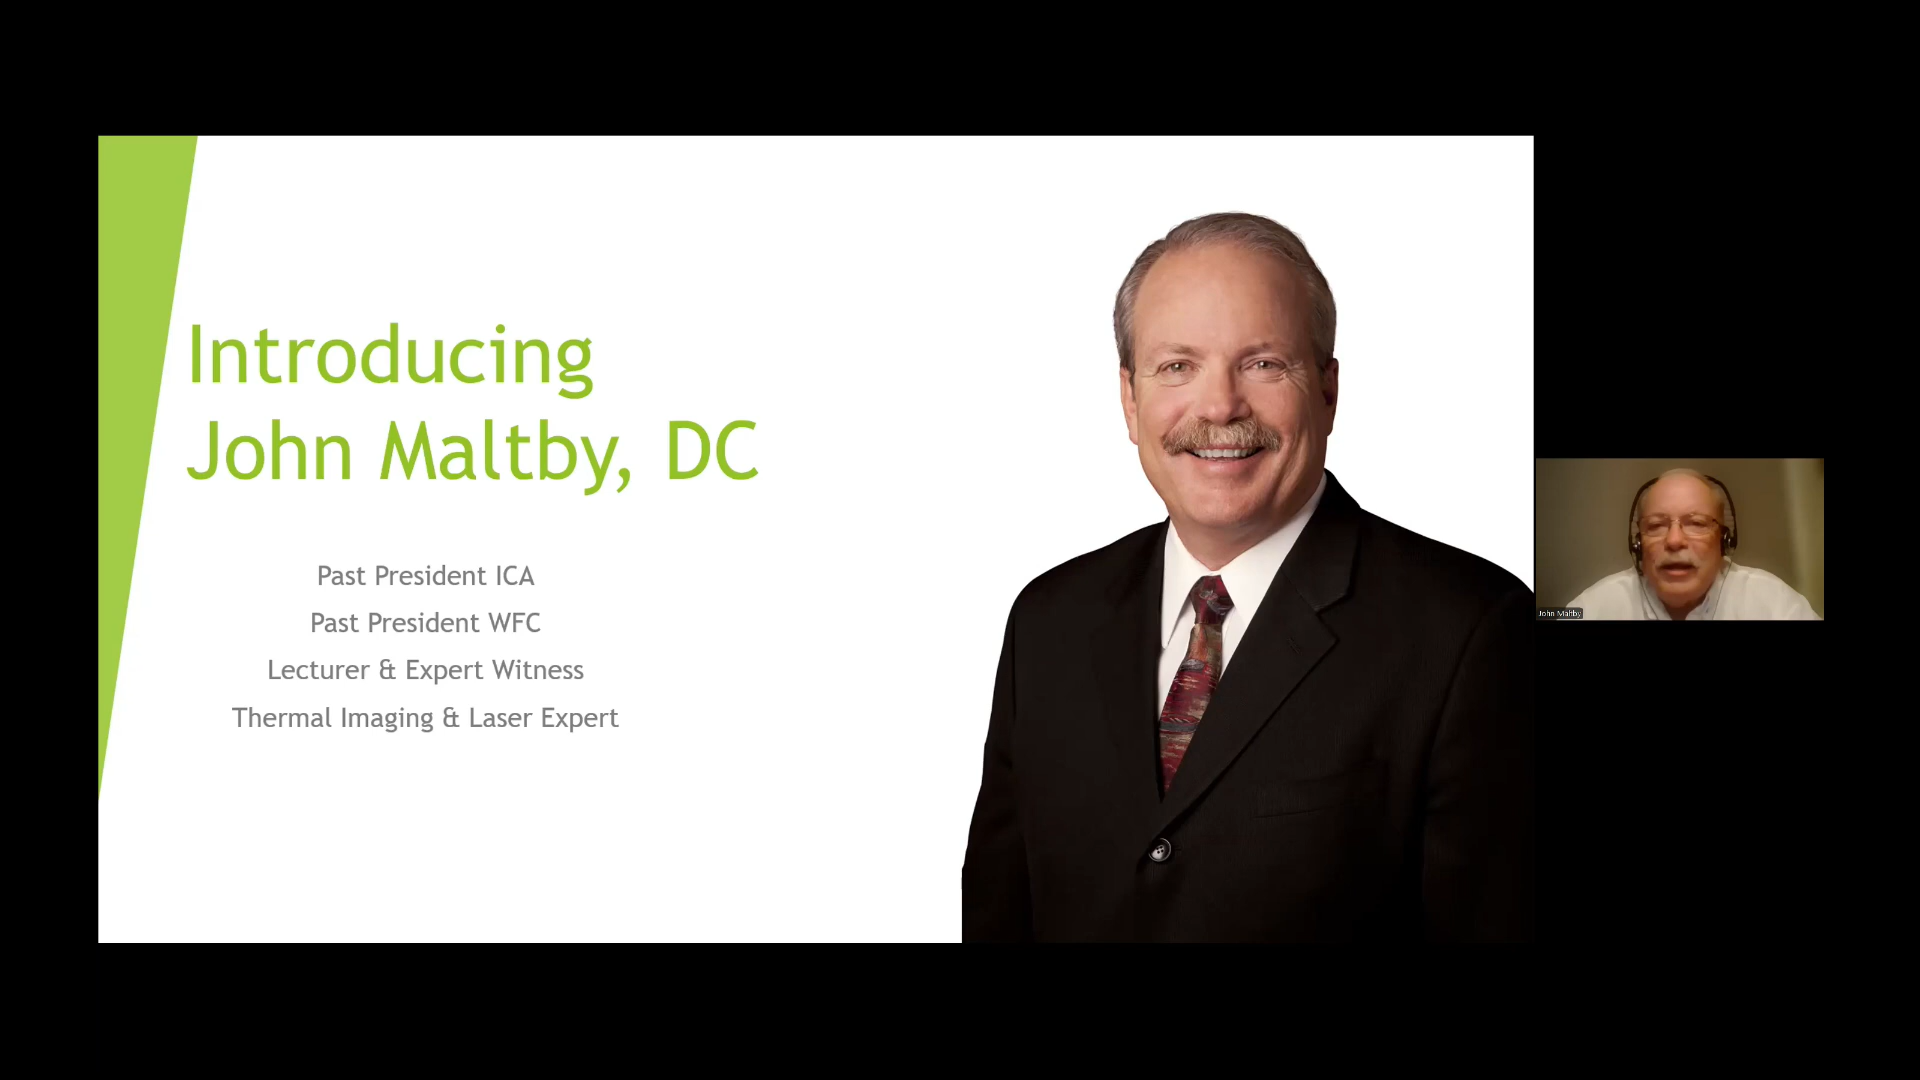 Introducing
John Maltby, DC
Past President ICA
Past President WFC
Lecturer & Expert Witness
Thermal Imaging & Laser Expert
John Maltby